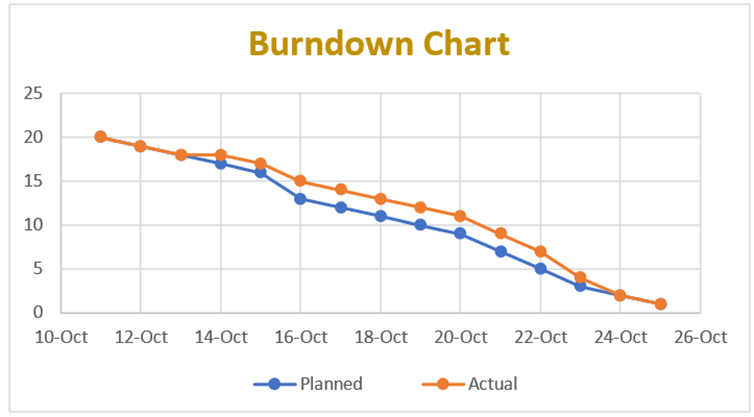 Burndown Chart
25
20
15
10
5
0
10-Oct 12-Oct 14-Oct 16-Oct 18-Oct 20-Oct 22-Oct 24-Oct 26-Oct
Planned Actual